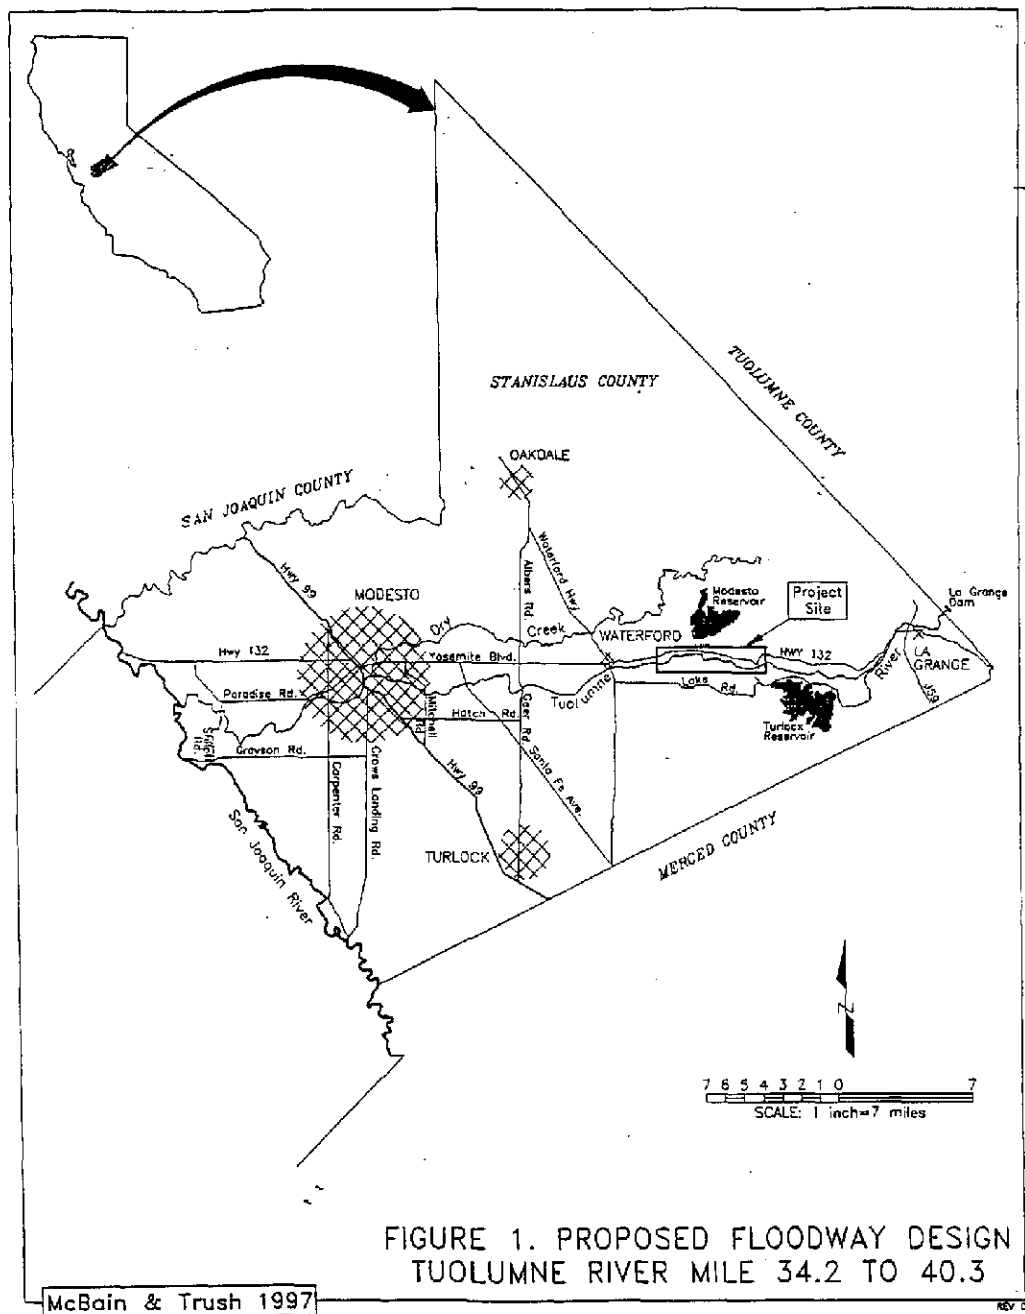 STANISLAUS COUNTY
TUOLUMNE COUNTY
OAKDALE
SAN JOAQUIN COUNTY
Hwy 99
MODESTO
Albers Rd.
Waterford Hwy.
Modesto
Reservoir
Project
Site
La Grange
Dam
Dry
Creek
WATERFORD
Hwy 132
Yosemite Blvd.
HWY 132
River
LA
GRANGE
J59
Paradise Rd.
Mitchell
Rd.
Hatch Rd.
Geer Rd.
Tuolumne
Lake Rd.
Turlock
Reservoir
Rd.
Grayson Rd.
Carpenter Rd.
Crows Landing Rd.
Hwy 99
Santa Fe Ave.
San Joaquin River
TURLOCK
MERCED COUNTY
N
7 6 5 4 3 2 1 0 7
SCALE: 1 inch=7 miles
FIGURE 1. PROPOSED FLOODWAY DESIGN
TUOLUMNE RIVER MILE 34.2 TO 40.3
McBain & Trush 1997
REV